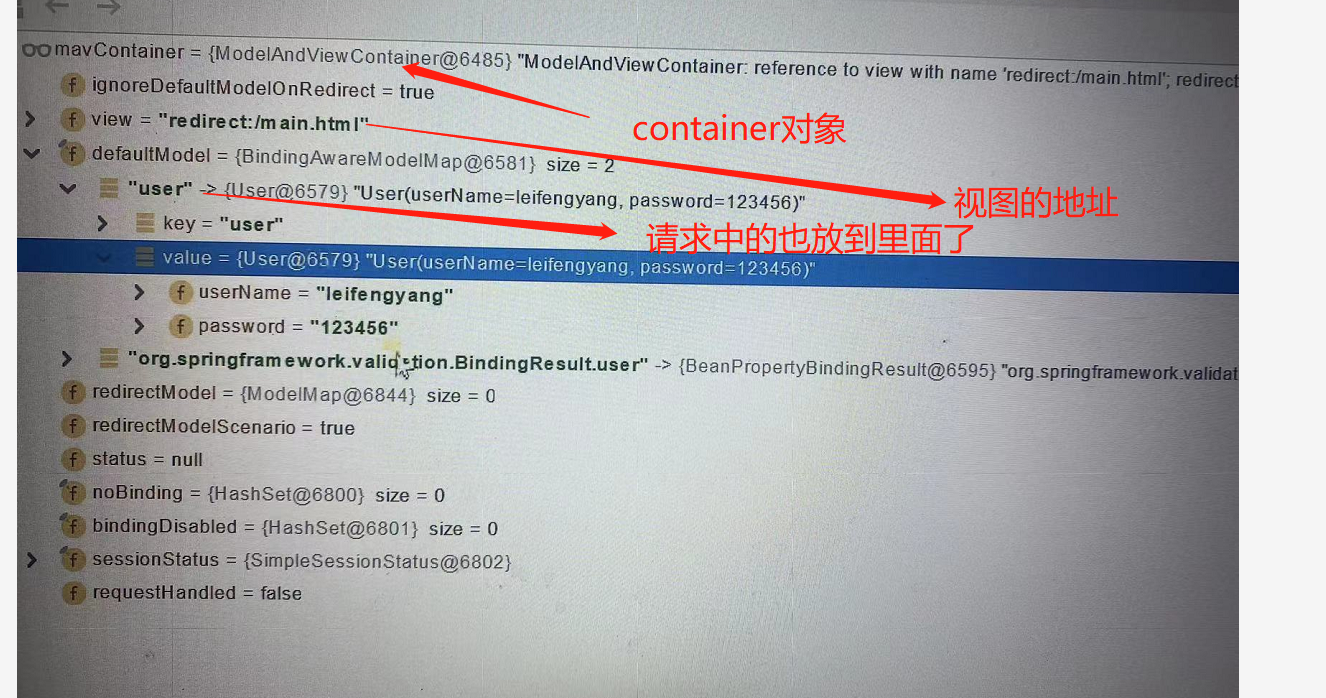 mavContainer = {ModelAndViewContainer@6485} "ModelAndViewContainer: reference to view with name 'redirect:/main.html'; redirect
ignoreDefaultModelOnRedirect = true
container对象
view = "redirect:/main.html"
defaultModel = {BindingAwareModelMap@6581} size = 2
"user" -> {User@6579} "User(userName=leifengyang, password=123456)"
视图的地址
key = "user"
请求中的也放到里面了
value = {User@6579} "User(userName=leifengyang, password=123456)"
userName = "leifengyang"
password = "123456"
"org.springframework.validation.BindingResult.user" -> {BeanPropertyBindingResult@6595} "org.springframework.validat
redirectModel = {ModelMap@6844} size = 0
redirectModelScenario = true
status = null
noBinding = {HashSet@6800} size = 0
bindingDisabled = {HashSet@6801} size = 0
sessionStatus = {SimpleSessionStatus@6802}
requestHandled = false